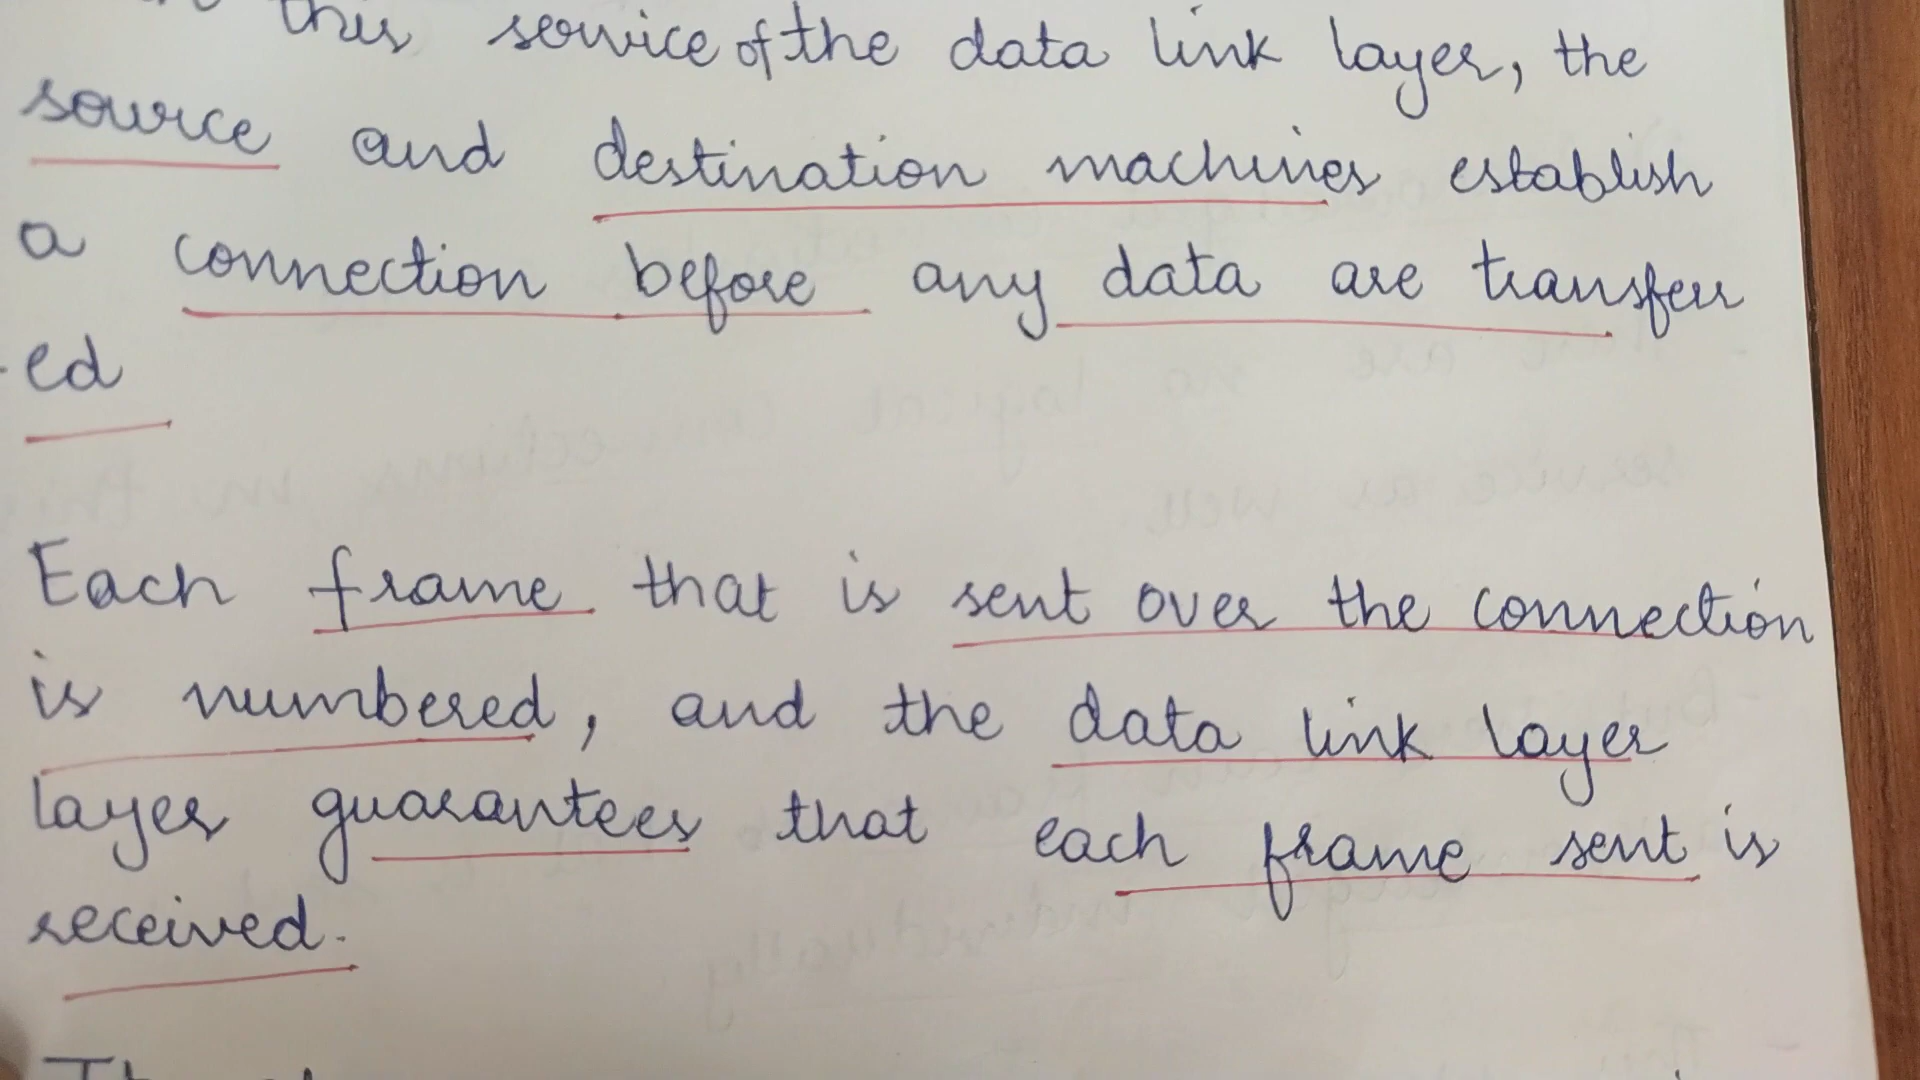 this service of the data link layer, the
source and destination machines establish
a connection before any data are transferr
-ed
Each frame that is sent over the connection
is numbered, and the data link layer
layer guarantees that each frame sent is
received.